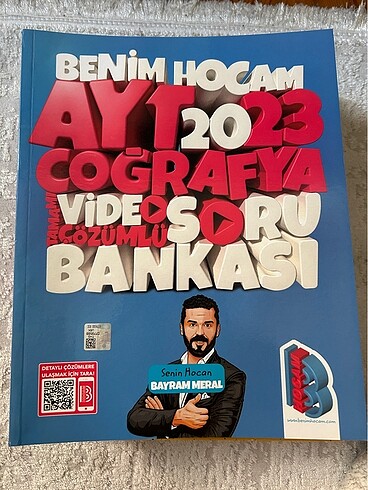 BENİM HOCAM
AYT 2023
COĞRAFYA
TAMAMI
VİDEO SORU
ÇÖZÜMLÜ
BANKASI
DETAYLI ÇÖZÜMLERE
ULAŞMAK İÇİN TARA!
Senin Hocan
BAYRAM MERAL
HOCAM
www.benimhocam.com